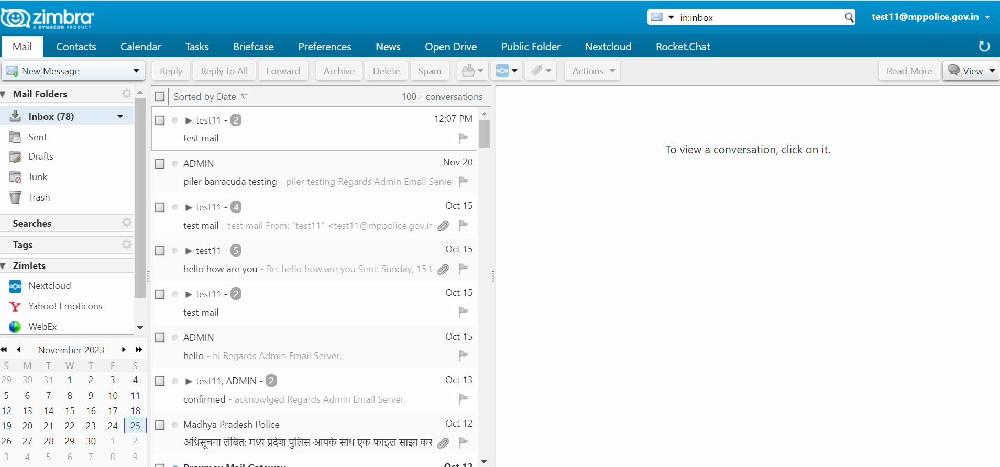 zimbra
A SYNACOR PRODUCT
in:inbox
test11@mppolice.gov.in
Mail Contacts Calendar Tasks Briefcase Preferences News Open Drive Public Folder Nextcloud Rocket.Chat
New Message Reply Reply to All Forward Archive Delete Spam Actions Read More View
Mail Folders
Inbox (78)
Sent
Drafts
Junk
Trash
Searches
Tags
Zimlets
Nextcloud
Yahoo! Emoticons
WebEx
November 2023
S M T W T F S
29 30 31 1 2 3 4
5 6 7 8 9 10 11
12 13 14 15 16 17 18
19 20 21 22 23 24 25
26 27 28 29 30 1 2
3 4 5 6 7 8 9
Sorted by Date 100+ conversations
test11 - 2 12:07 PM
test mail
ADMIN Nov 20
piler barracuda testing - piler testing Regards Admin Email Server
test11 - 4 Oct 15
test mail - test mail From: "test11" <test11@mppolice.gov.in
test11 - 5 Oct 15
hello how are you - Re: hello how are you Sent: Sunday, 15
test11 - 2 Oct 15
test mail
ADMIN Oct 15
hello - hi Regards Admin Email Server.
test11, ADMIN - 2 Oct 13
confirmed - acknowlged Regards Admin Email Server.
Madhya Pradesh Police Oct 12
अधिसूचना लंबित: मध्य प्रदेश पुलिस आपके साथ एक फाइल साझा कर
Proxmox Mail Gateway Oct 12
To view a conversation, click on it.